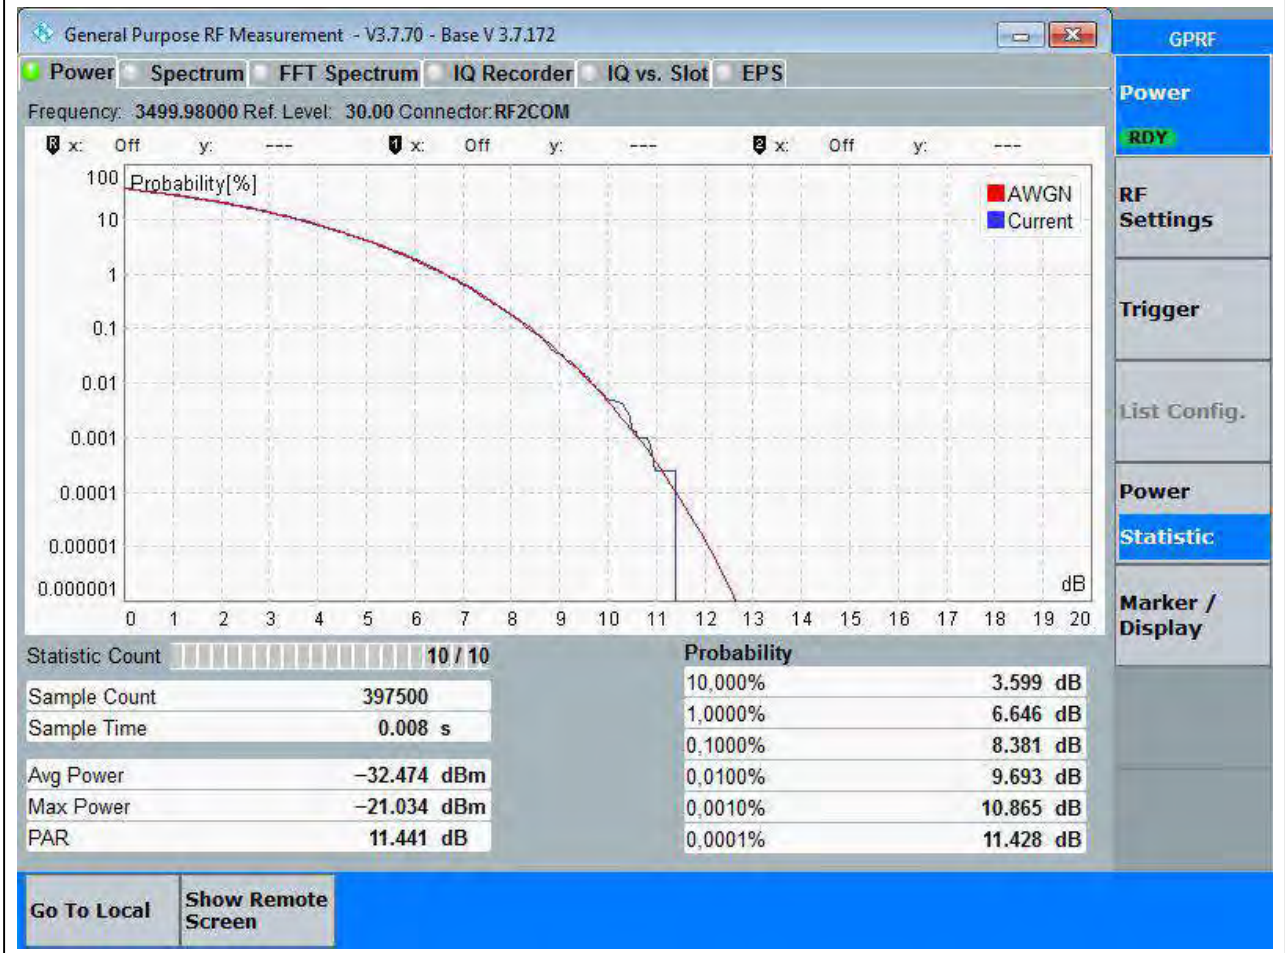 General Purpose RF Measurement - V3.7.70 - Base V 3.7.172
GPRF
Power Spectrum FFT Spectrum IQ Recorder IQ vs. Slot EPS
Frequency: 3499.98000 Ref. Level: 30.00 Connector:RF2COM
R x: Off y: --- 1 x: Off y: --- 2 x: Off y: ---
Probability[%]
AWGN
Current
100
10
1
0.1
0.01
0.001
0.0001
0.00001
0.000001
dB
0 1 2 3 4 5 6 7 8 9 10 11 12 13 14 15 16 17 18 19 20
Statistic Count 10 / 10
Sample Count 397500
Sample Time 0.008 s
Avg Power −32.474 dBm
Max Power −21.034 dBm
PAR 11.441 dB
Probability
10,000% 3.599 dB
1,0000% 6.646 dB
0,1000% 8.381 dB
0,0100% 9.693 dB
0,0010% 10.865 dB
0,0001% 11.428 dB
Power
RDY
RF
Settings
Trigger
List Config.
Power
Statistic
Marker /
Display
Go To Local
Show Remote
Screen